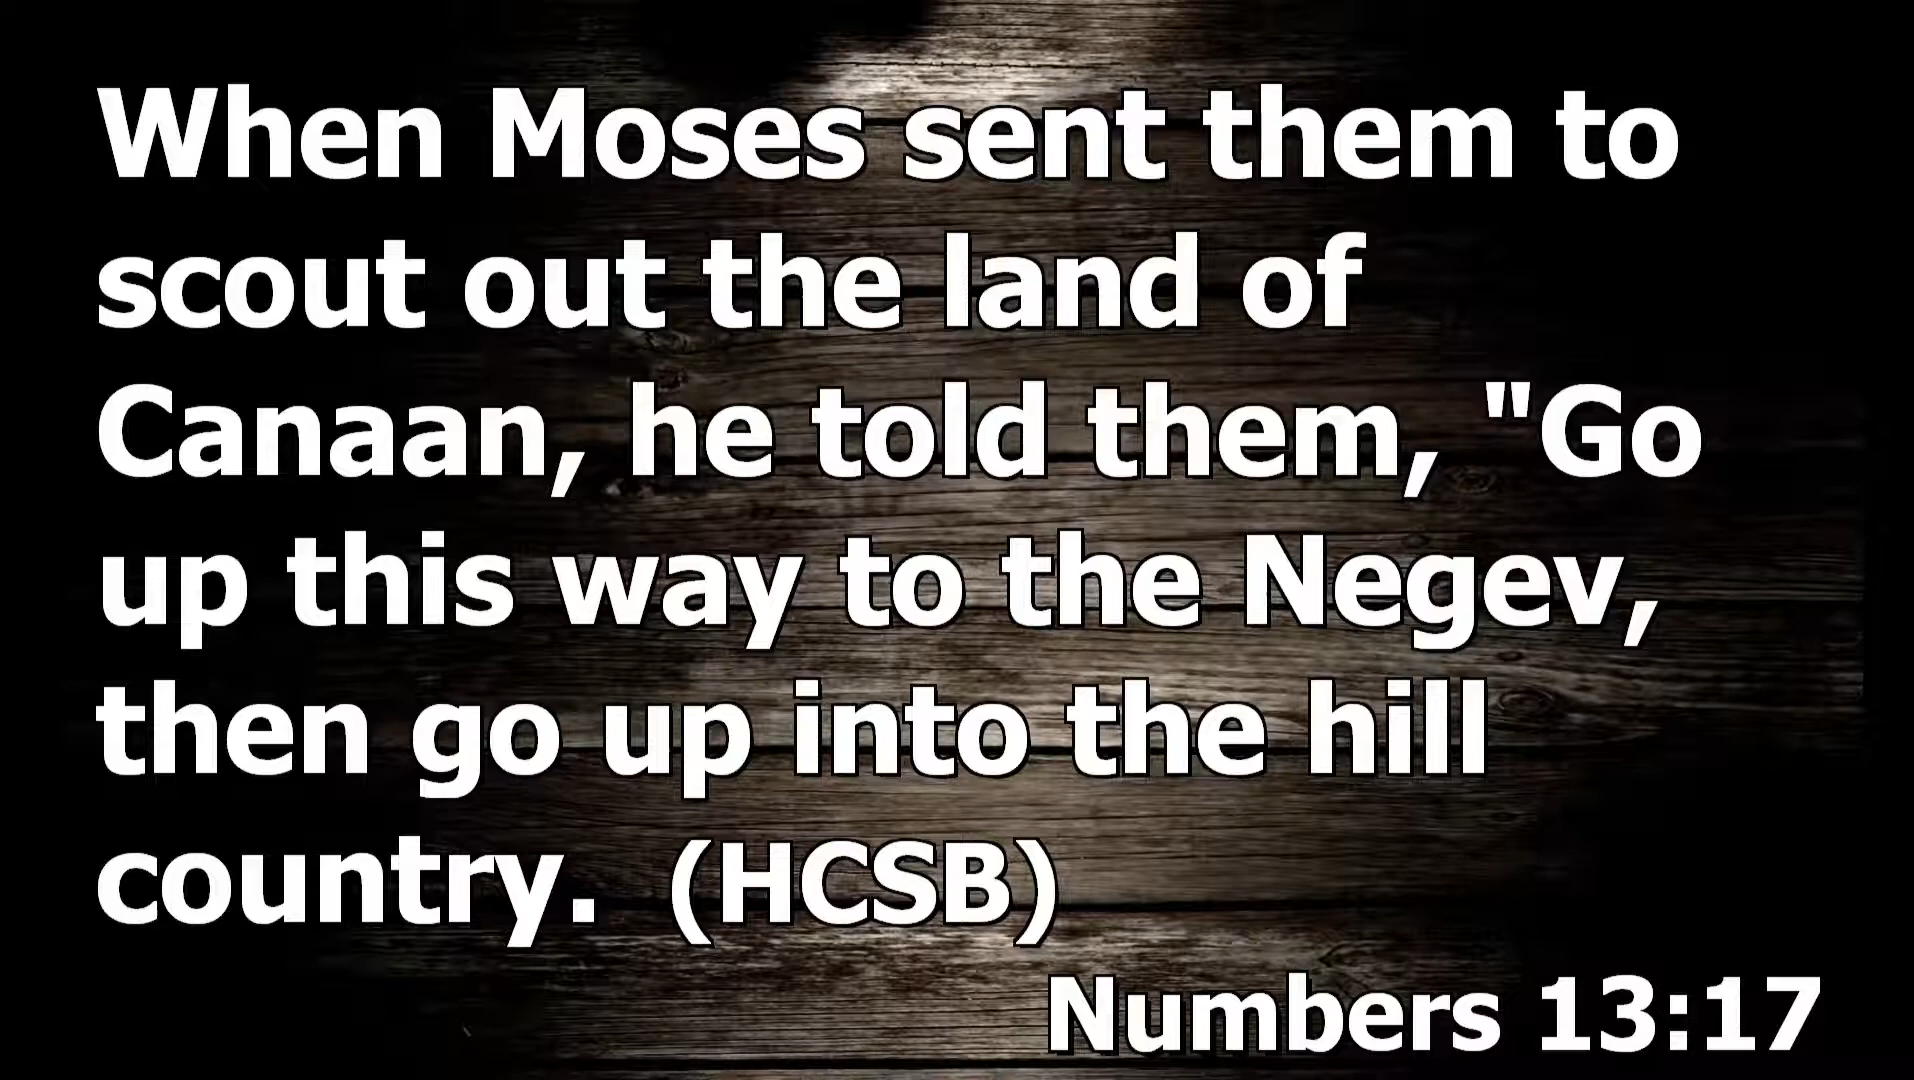 When Moses sent them to
scout out the land of
Canaan, he told them, "Go
up this way to the Negev,
then go up into the hill
country.  (HCSB)
Numbers 13:17